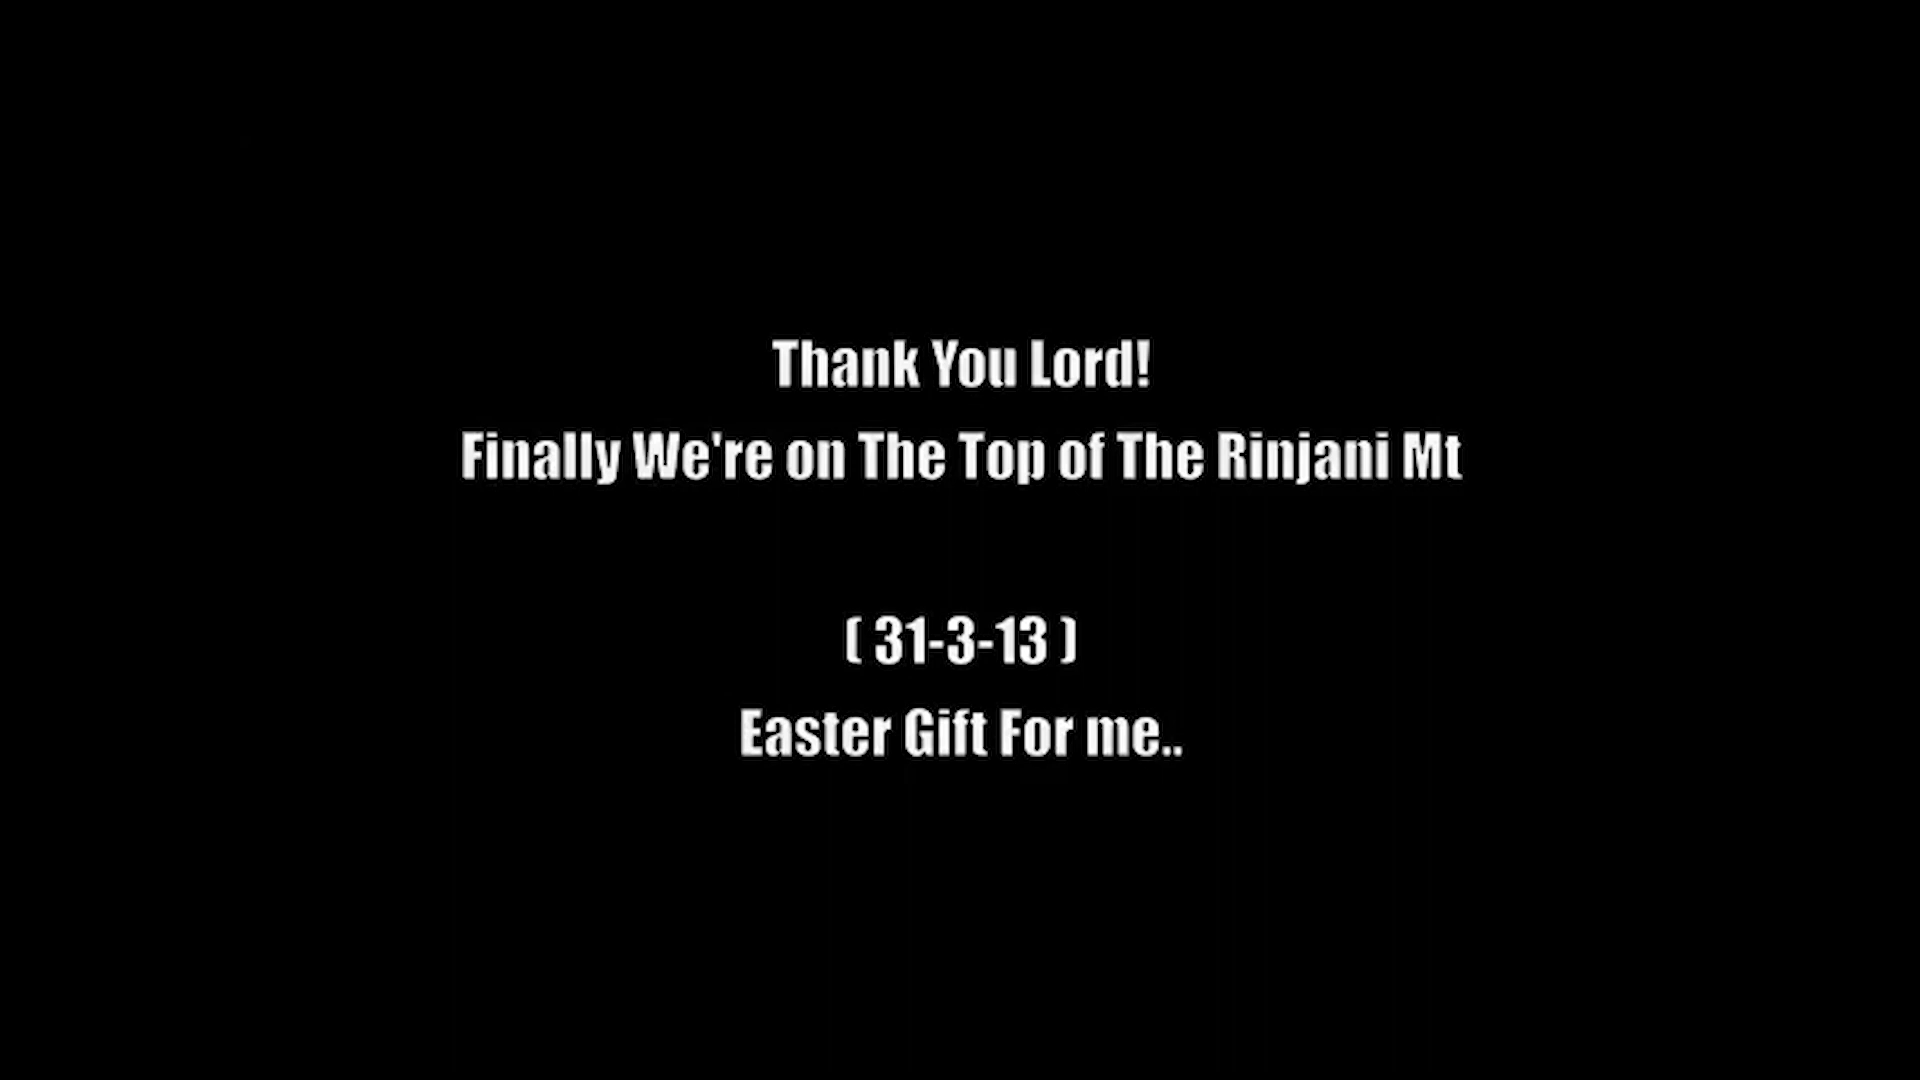 Thank You Lord!
Finally We're on The Top of The Rinjani Mt
( 31-3-13 )
Easter Gift For me..